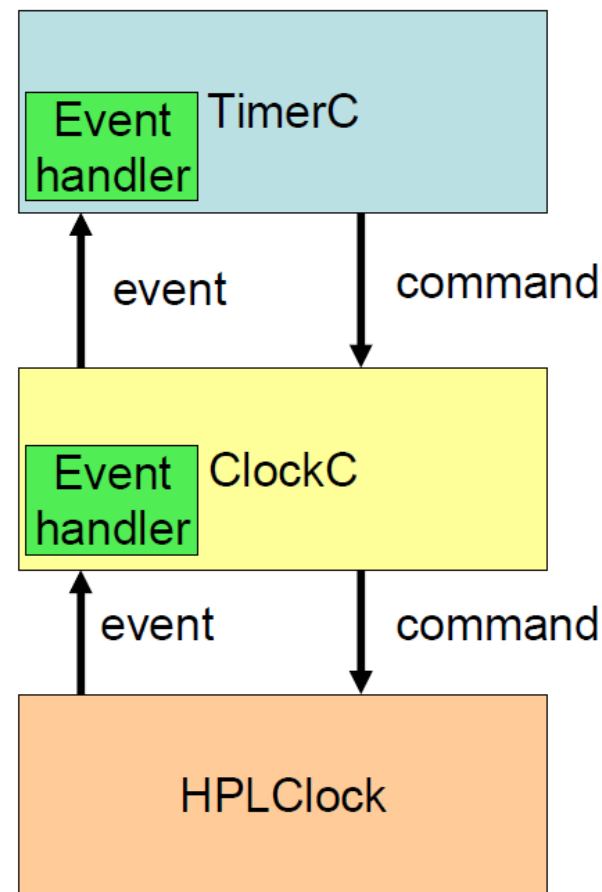 Event
handler
TimerC
event
command
Event
handler
ClockC
event
command
HPLClock